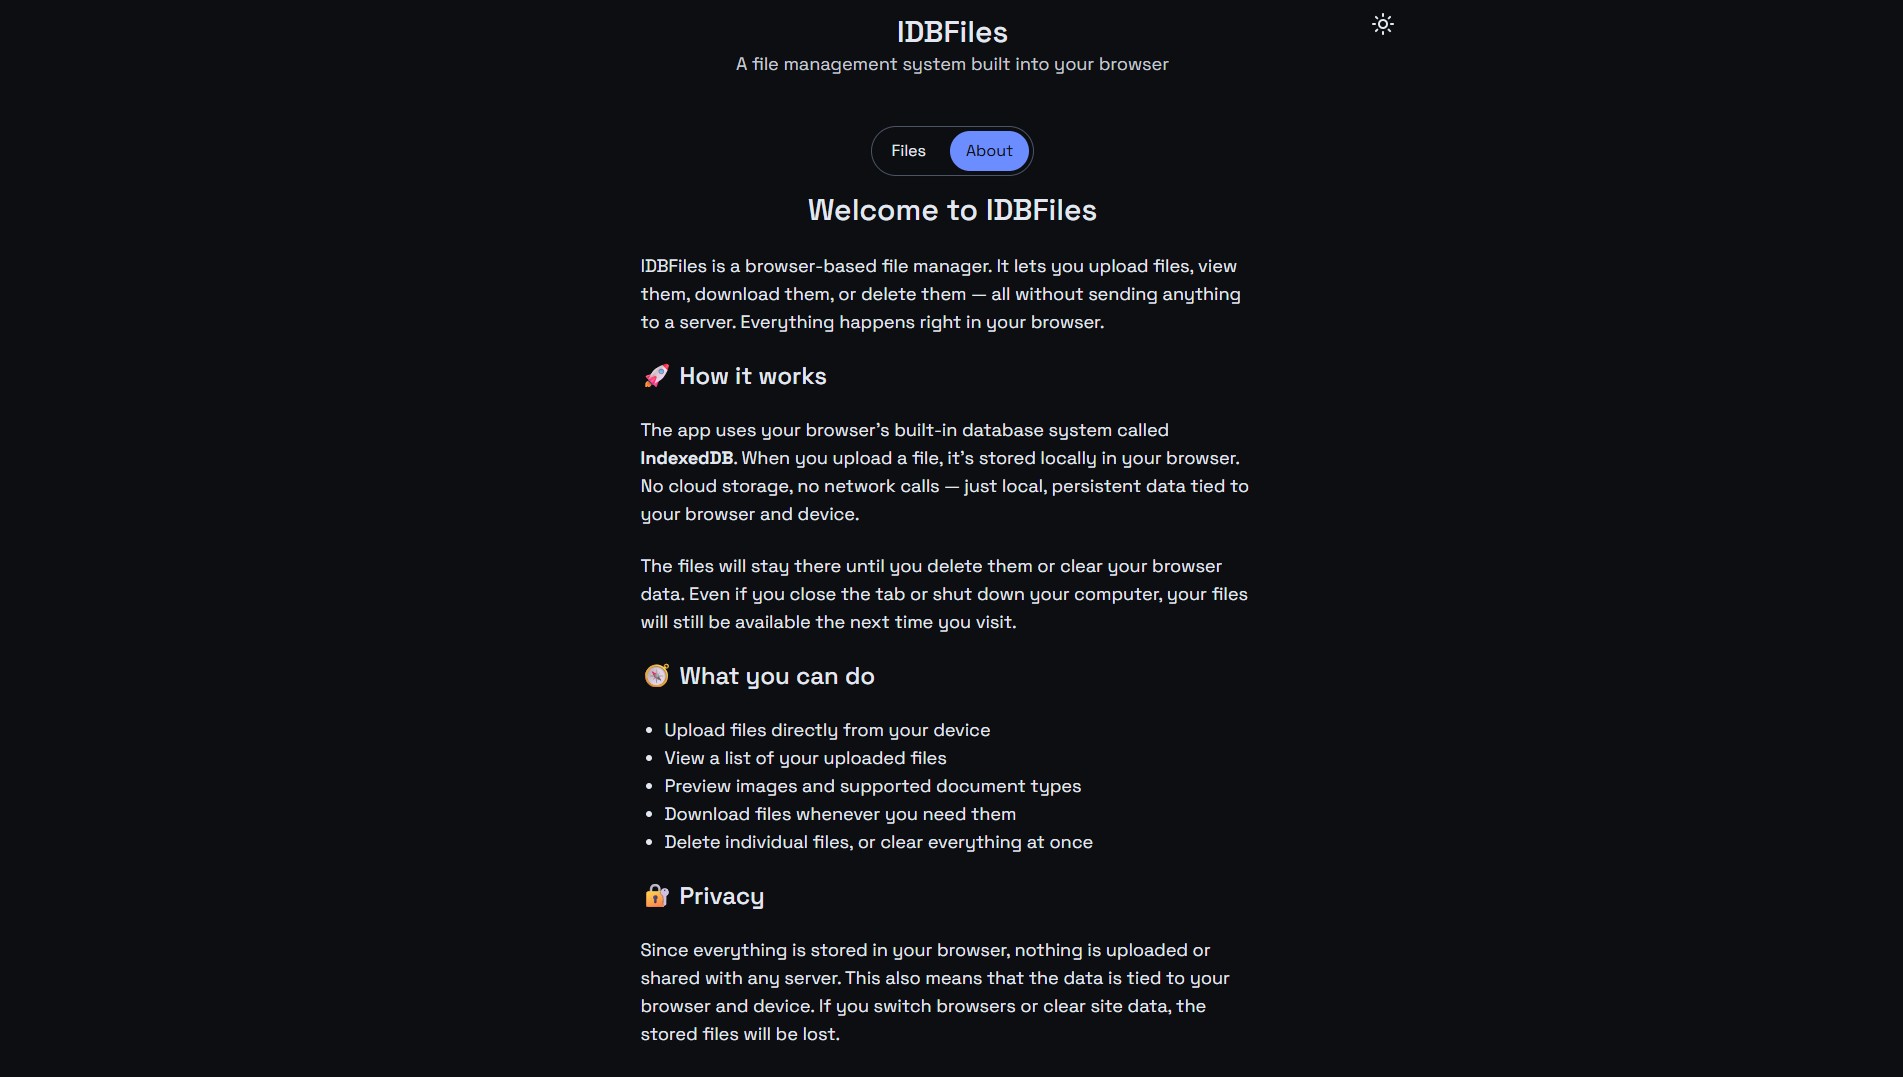 IDBFiles
A file management system built into your browser
Files
About
Welcome to IDBFiles
IDBFiles is a browser-based file manager. It lets you upload files, view
them, download them, or delete them — all without sending anything
to a server. Everything happens right in your browser.
🚀 How it works
The app uses your browser’s built-in database system called
IndexedDB. When you upload a file, it’s stored locally in your browser.
No cloud storage, no network calls — just local, persistent data tied to
your browser and device.
The files will stay there until you delete them or clear your browser
data. Even if you close the tab or shut down your computer, your files
will still be available the next time you visit.
🧭 What you can do
• Upload files directly from your device
• View a list of your uploaded files
• Preview images and supported document types
• Download files whenever you need them
• Delete individual files, or clear everything at once
🔐 Privacy
Since everything is stored in your browser, nothing is uploaded or
shared with any server. This also means that the data is tied to your
browser and device. If you switch browsers or clear site data, the
stored files will be lost.